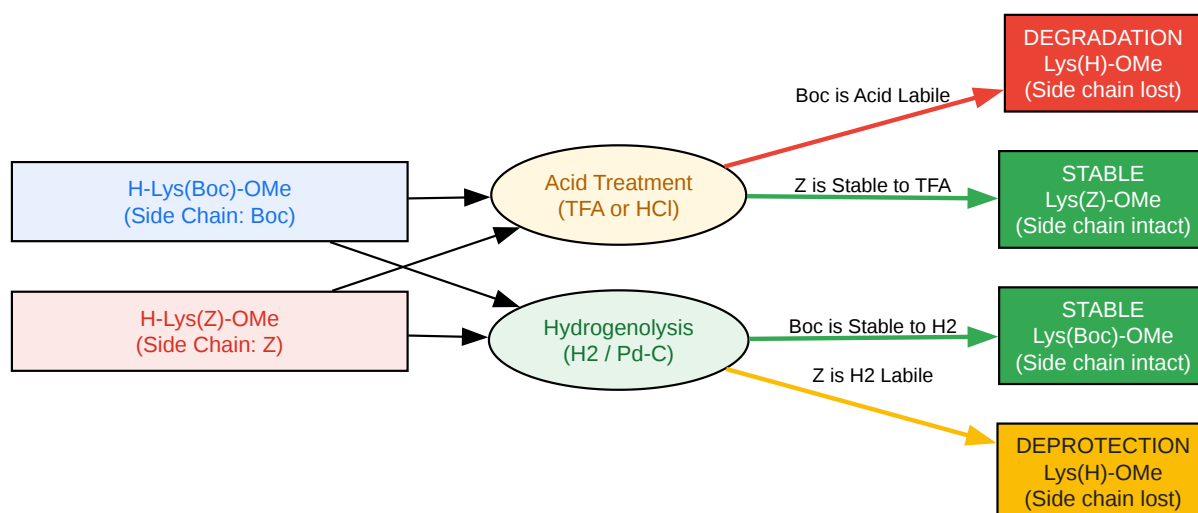 H-Lys(Boc)-OMe
(Side Chain: Boc)
H-Lys(Z)-OMe
(Side Chain: Z)
Acid Treatment
(TFA or HCl)
Hydrogenolysis
(H2 / Pd-C)
Boc is Acid Labile
Z is Stable to TFA
Boc is Stable to H2
Z is H2 Labile
DEGRADATION
Lys(H)-OMe
(Side chain lost)
STABLE
Lys(Z)-OMe
(Side chain intact)
STABLE
Lys(Boc)-OMe
(Side chain intact)
DEPROTECTION
Lys(H)-OMe
(Side chain lost)